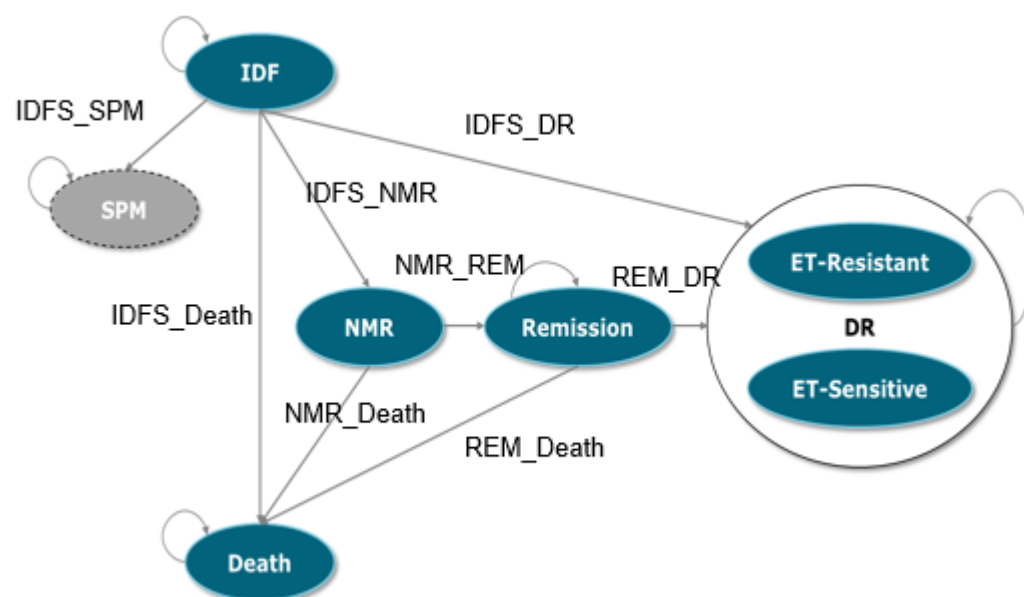 IDF
IDFS_SPM
IDFS_DR
SPM
IDFS_NMR
ET-Resistant
NMR_REM
REM_DR
IDFS_Death
NMR
Remission
DR
ET-Sensitive
NMR_Death
REM_Death
Death